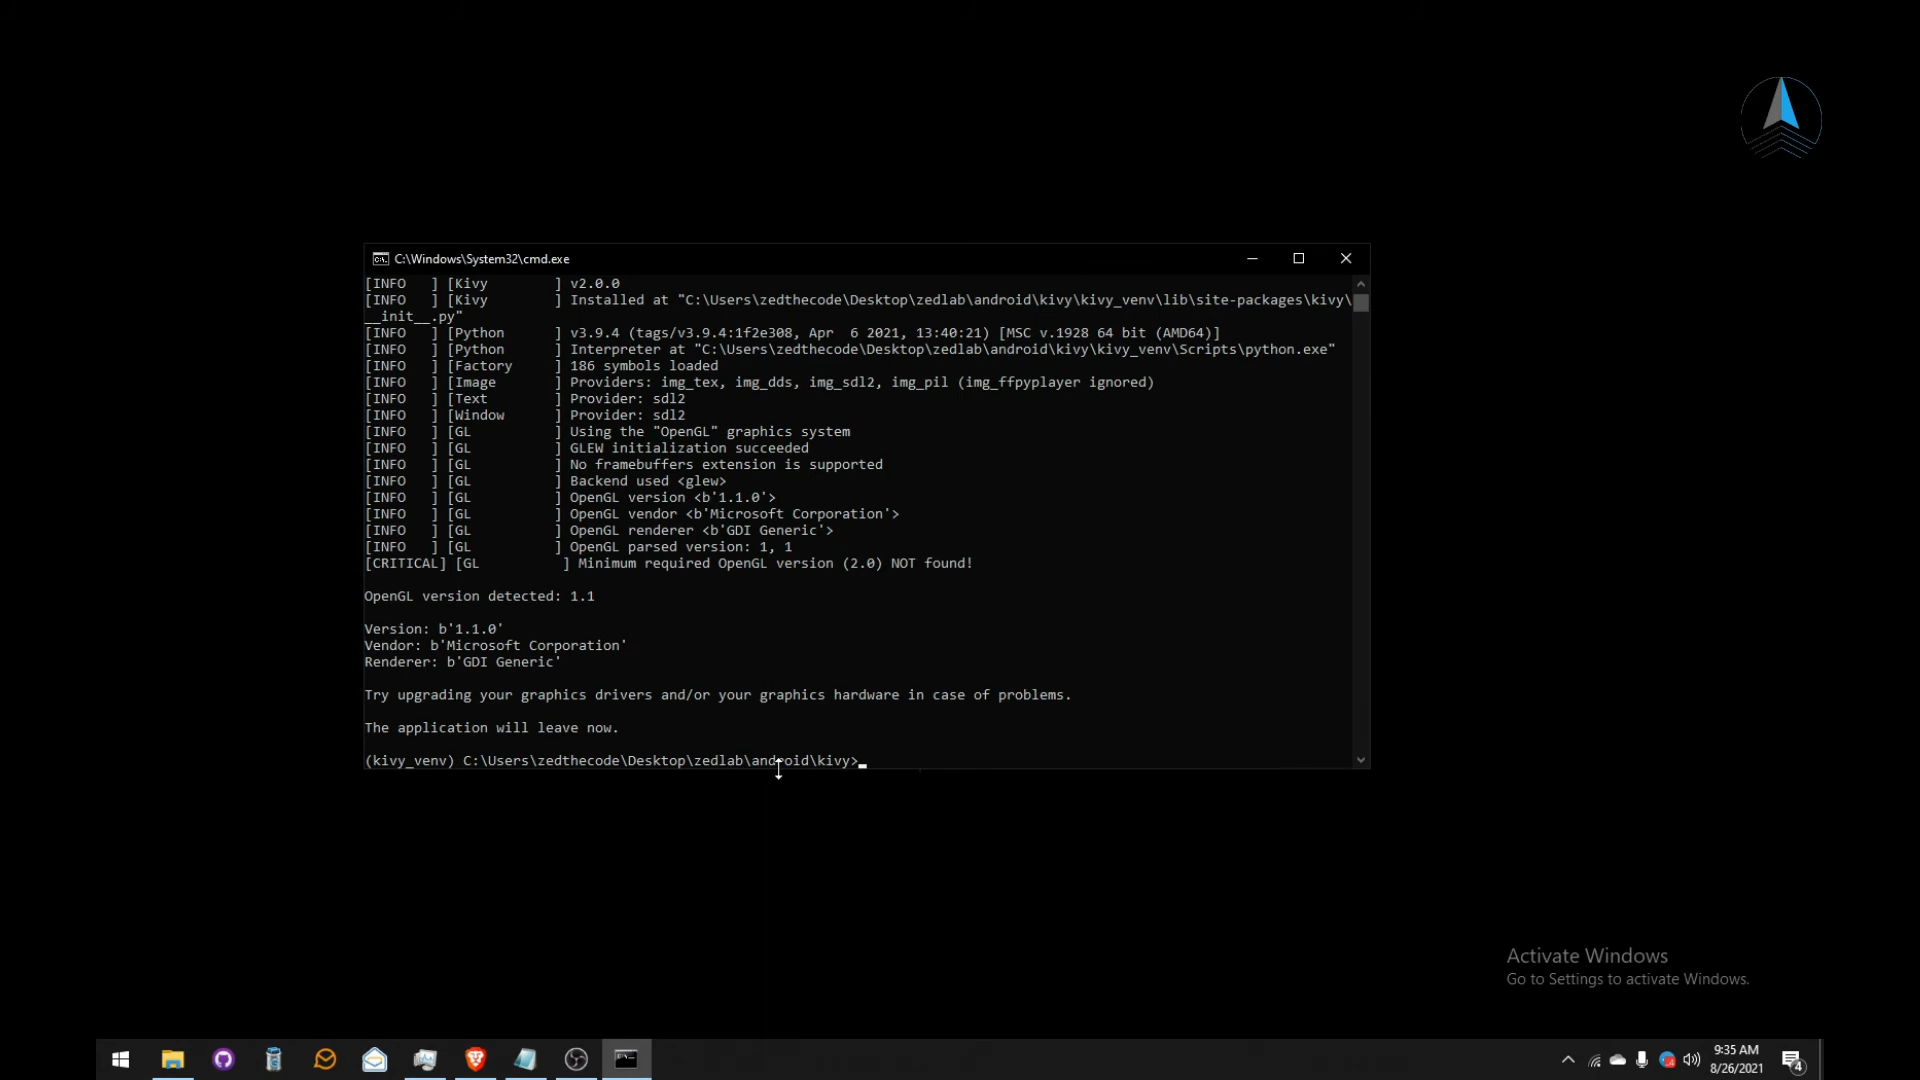 C:\Windows\System32\cmd.exe
[INFO   ] [Kivy        ] v2.0.0
[INFO   ] [Kivy        ] Installed at "C:\Users\zedthecode\Desktop\zedlab\android\kivy\kivy_venv\lib\site-packages\kivy\
__init__.py"
[INFO   ] [Python      ] v3.9.4 (tags/v3.9.4:1f2e308, Apr  6 2021, 13:40:21) [MSC v.1928 64 bit (AMD64)]
[INFO   ] [Python      ] Interpreter at "C:\Users\zedthecode\Desktop\zedlab\android\kivy\kivy_venv\Scripts\python.exe"
[INFO   ] [Factory     ] 186 symbols loaded
[INFO   ] [Image       ] Providers: img_tex, img_dds, img_sdl2, img_pil (img_ffpyplayer ignored)
[INFO   ] [Text        ] Provider: sdl2
[INFO   ] [Window      ] Provider: sdl2
[INFO   ] [GL          ] Using the "OpenGL" graphics system
[INFO   ] [GL          ] GLEW initialization succeeded
[INFO   ] [GL          ] No framebuffers extension is supported
[INFO   ] [GL          ] Backend used <glew>
[INFO   ] [GL          ] OpenGL version <b'1.1.0'>
[INFO   ] [GL          ] OpenGL vendor <b'Microsoft Corporation'>
[INFO   ] [GL          ] OpenGL renderer <b'GDI Generic'>
[INFO   ] [GL          ] OpenGL parsed version: 1, 1
[CRITICAL] [GL          ] Minimum required OpenGL version (2.0) NOT found!
OpenGL version detected: 1.1
Version: b'1.1.0'
Vendor: b'Microsoft Corporation'
Renderer: b'GDI Generic'
Try upgrading your graphics drivers and/or your graphics hardware in case of problems.
The application will leave now.
(kivy_venv) C:\Users\zedthecode\Desktop\zedlab\android\kivy>
Activate Windows
Go to Settings to activate Windows.
9:35 AM
8/26/2021
4